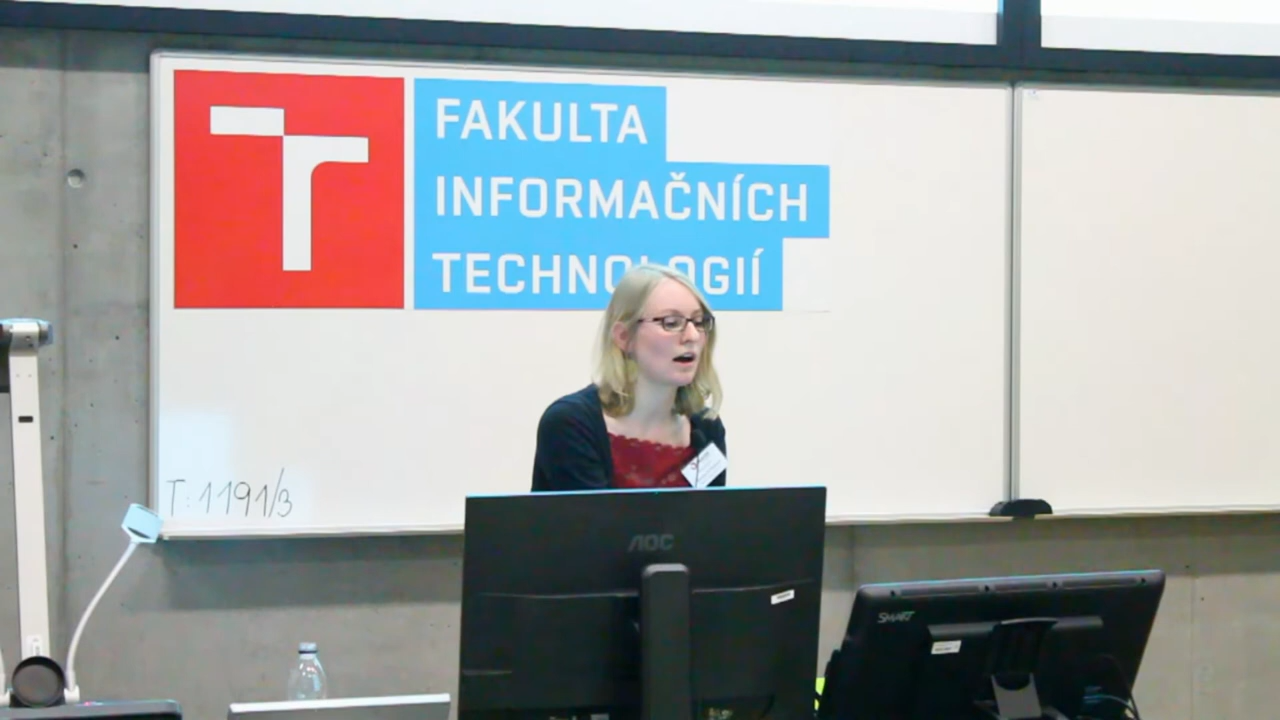 FAKULTA
INFORMAČNÍCH
TECHNOLOGIÍ
T:1191/3
AOC
SMART